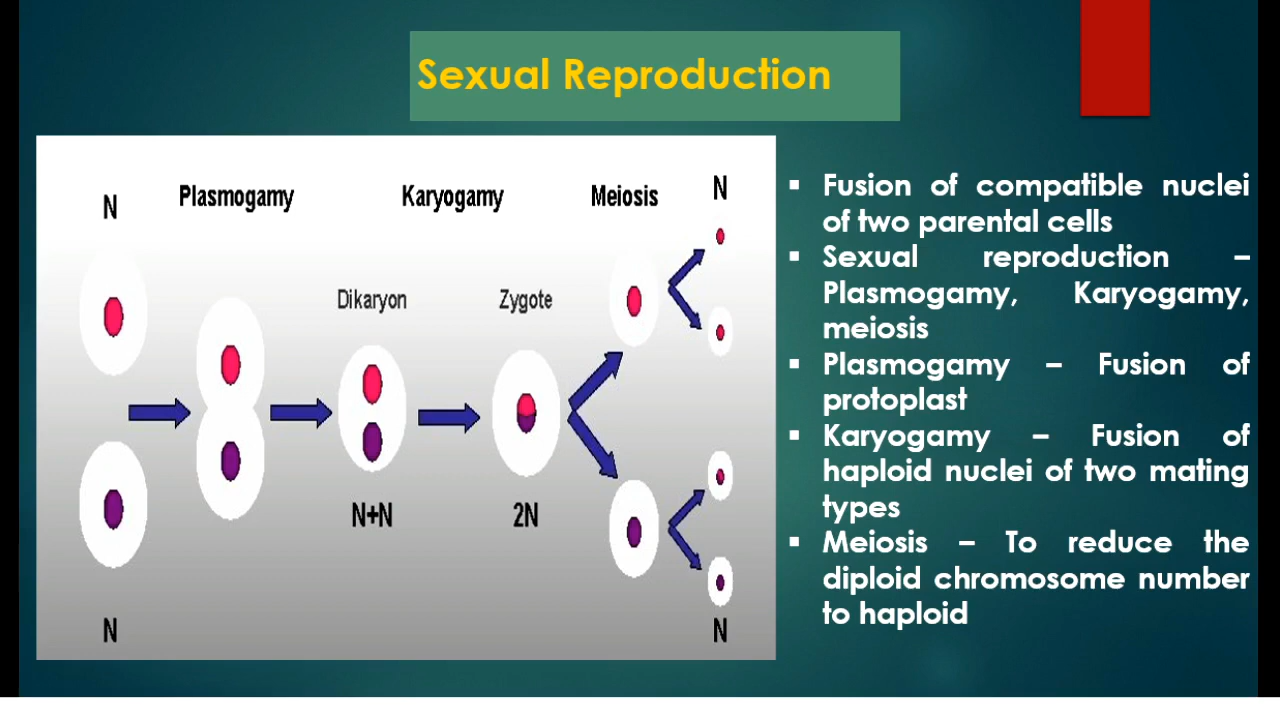 Sexual Reproduction
N
Plasmogamy
Karyogamy
Meiosis
N
Dikaryon
Zygote
N+N
2N
N
N
▪ Fusion of compatible nuclei
of two parental cells
▪ Sexual reproduction –
Plasmogamy, Karyogamy,
meiosis
▪ Plasmogamy – Fusion of
protoplast
▪ Karyogamy – Fusion of
haploid nuclei of two mating
types
▪ Meiosis – To reduce the
diploid chromosome number
to haploid